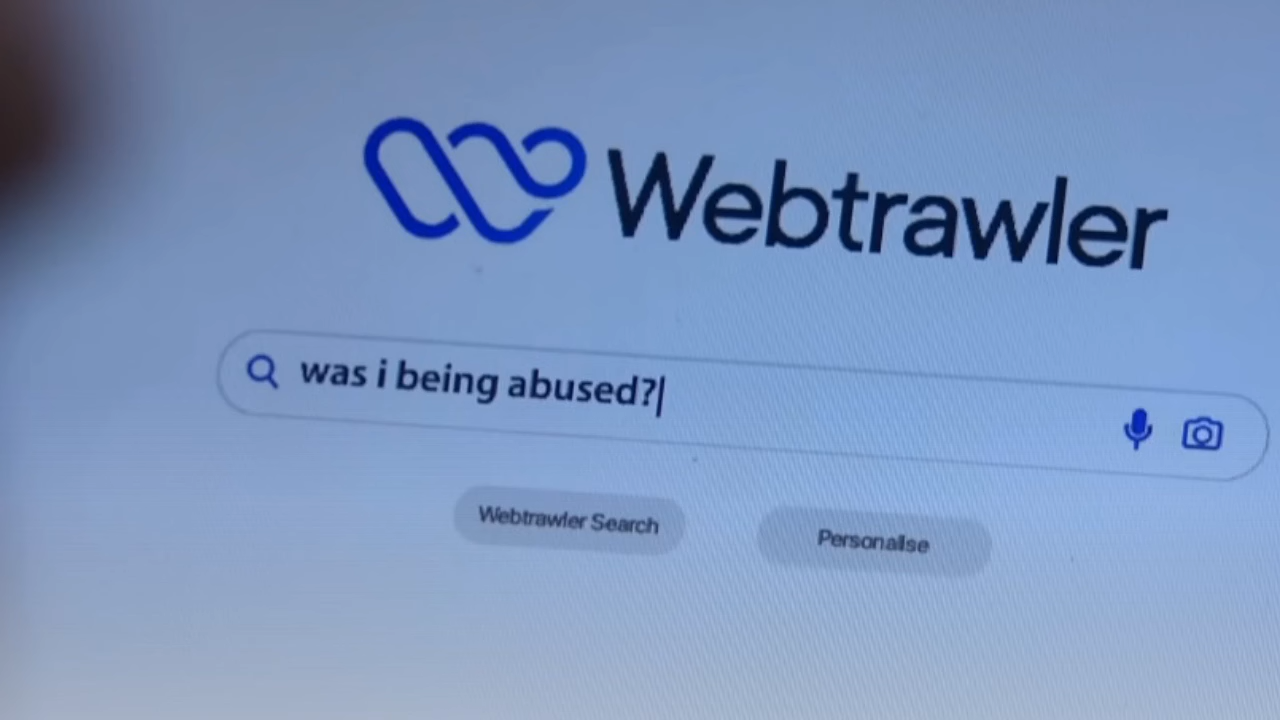 Webtrawler
was i being abused?
Webtrawler Search
Personalise